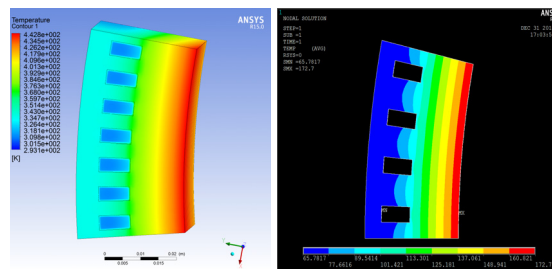 Temperature
Contour 1
4.428e+002
4.345e+002
4.262e+002
4.179e+002
4.096e+002
4.013e+002
3.929e+002
3.846e+002
3.763e+002
3.680e+002
3.597e+002
3.514e+002
3.430e+002
3.347e+002
3.264e+002
3.181e+002
3.098e+002
3.015e+002
2.931e+002
[K]
ANSYS
R15.0
0
0.01
0.02 (m)
0.005
0.015
NODAL SOLUTION
STEP=1
SUB =1
TIME=1
TEMP (AVG)
RSYS=0
SMN =65.7817
SMX =172.7
ANS
DEC 31 201
17:53:5
MN
MX
65.7817
89.5414
113.301
137.061
160.821
77.6616
101.421
125.181
148.941
172.7